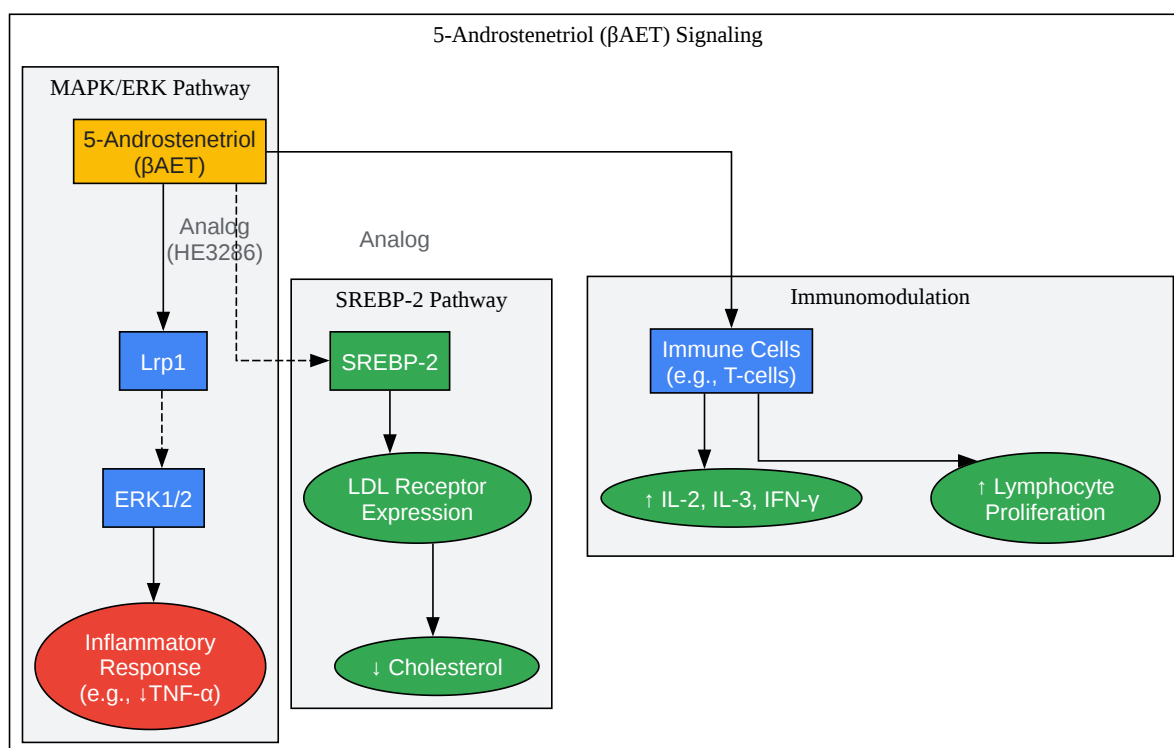 5-Androstenetriol (βAET) Signaling
MAPK/ERK Pathway
5-Androstenetriol
(βAET)
Analog
(HE3286)
Analog
Lrp1
ERK1/2
Inflammatory
Response
(e.g., ↓TNF-α)
SREBP-2 Pathway
SREBP-2
LDL Receptor
Expression
↓ Cholesterol
Immunomodulation
Immune Cells
(e.g., T-cells)
↑ IL-2, IL-3, IFN-γ
↑ Lymphocyte
Proliferation